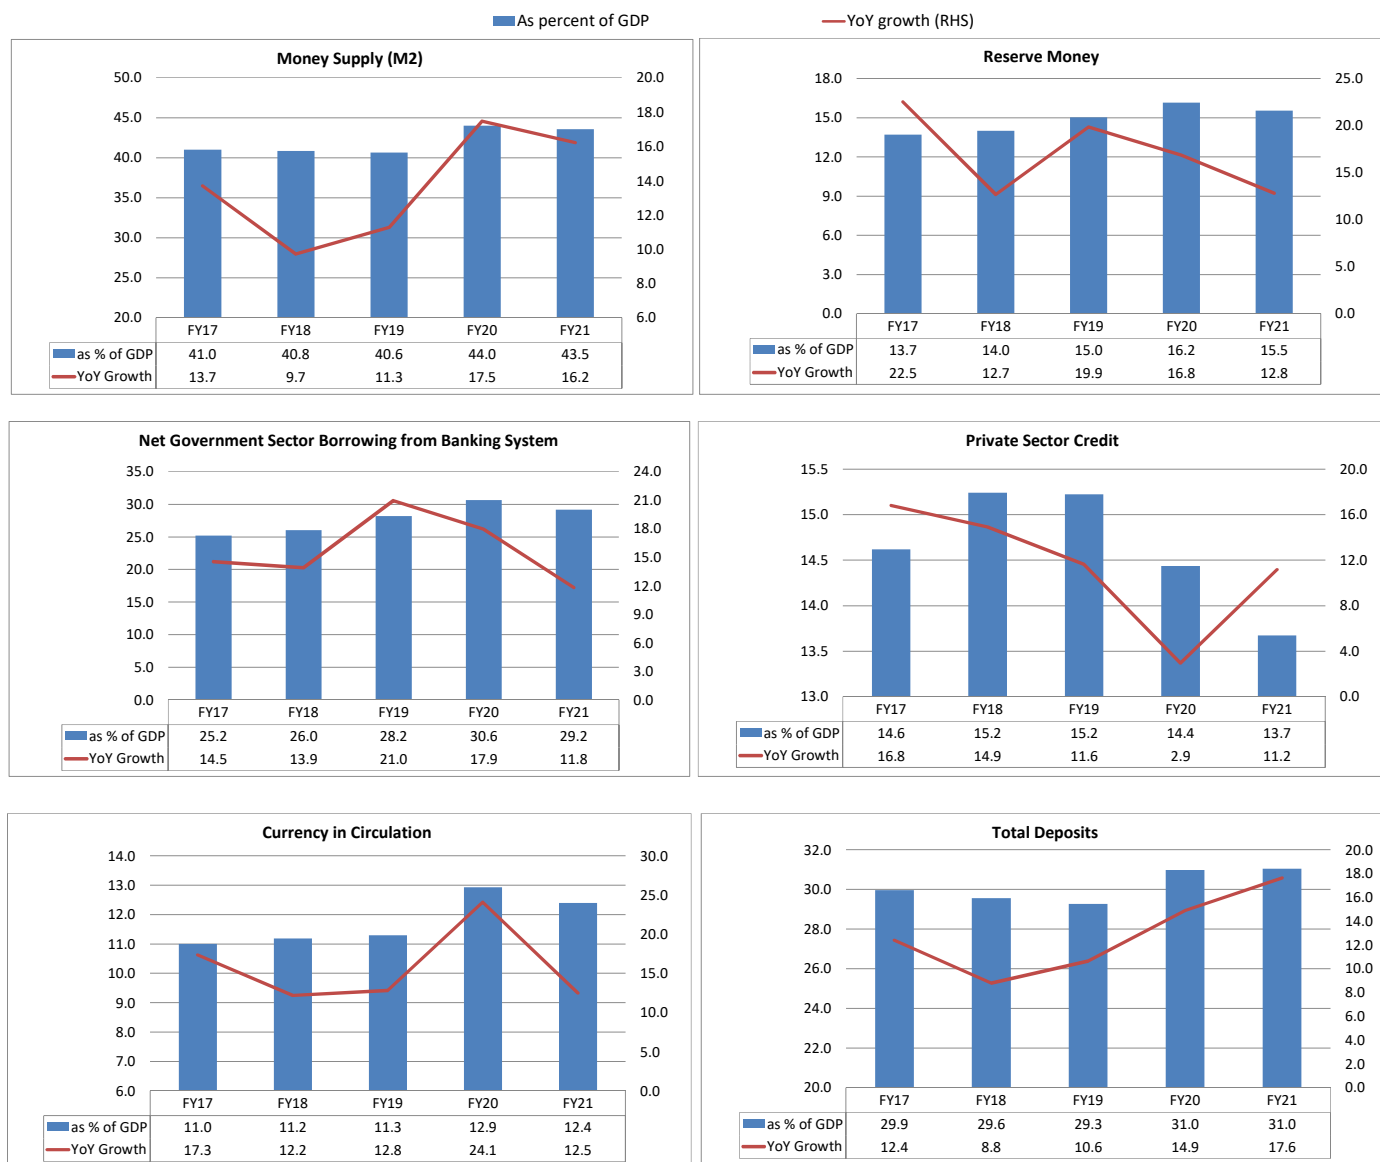 As percent of GDP YoY growth (RHS)
Money Supply (M2)
50.0 20.0
45.0 18.0
40.0 16.0
35.0 14.0
30.0 12.0
25.0 10.0
20.0 8.0
6.0
FY17 FY18 FY19 FY20 FY21
as % of GDP 41.0 40.8 40.6 44.0 43.5
YoY Growth 13.7 9.7 11.3 17.5 16.2
Reserve Money
18.0 25.0
15.0 20.0
12.0 15.0
9.0 10.0
6.0 5.0
3.0 0.0
0.0
FY17 FY18 FY19 FY20 FY21
as % of GDP 13.7 14.0 15.0 16.2 15.5
YoY Growth 22.5 12.7 19.9 16.8 12.8
Net Government Sector Borrowing from Banking System
35.0 24.0
30.0 21.0
25.0 18.0
20.0 15.0
15.0 12.0
10.0 9.0
5.0 6.0
0.0 3.0
0.0
FY17 FY18 FY19 FY20 FY21
as % of GDP 25.2 26.0 28.2 30.6 29.2
YoY Growth 14.5 13.9 21.0 17.9 11.8
Private Sector Credit
15.5 20.0
15.0 16.0
14.5 12.0
14.0 8.0
13.5 4.0
13.0 0.0
FY17 FY18 FY19 FY20 FY21
as % of GDP 14.6 15.2 15.2 14.4 13.7
YoY Growth 16.8 14.9 11.6 2.9 11.2
Currency in Circulation
14.0 30.0
13.0 25.0
12.0 20.0
11.0 15.0
10.0 10.0
9.0 5.0
8.0 0.0
7.0
6.0
FY17 FY18 FY19 FY20 FY21
as % of GDP 11.0 11.2 11.3 12.9 12.4
YoY Growth 17.3 12.2 12.8 24.1 12.5
Total Deposits
32.0 20.0
30.0 18.0
28.0 16.0
26.0 14.0
24.0 12.0
22.0 10.0
20.0 8.0
6.0
4.0
2.0
0.0
FY17 FY18 FY19 FY20 FY21
as % of GDP 29.9 29.6 29.3 31.0 31.0
YoY Growth 12.4 8.8 10.6 14.9 17.6